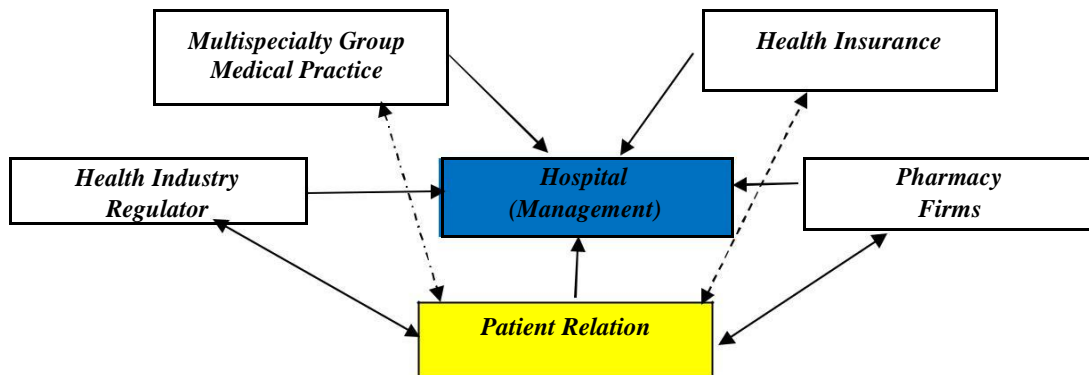 Multispecialty Group
Medical Practice
Health Insurance
Health Industry
Regulator
Hospital
(Management)
Pharmacy
Firms
Patient Relation